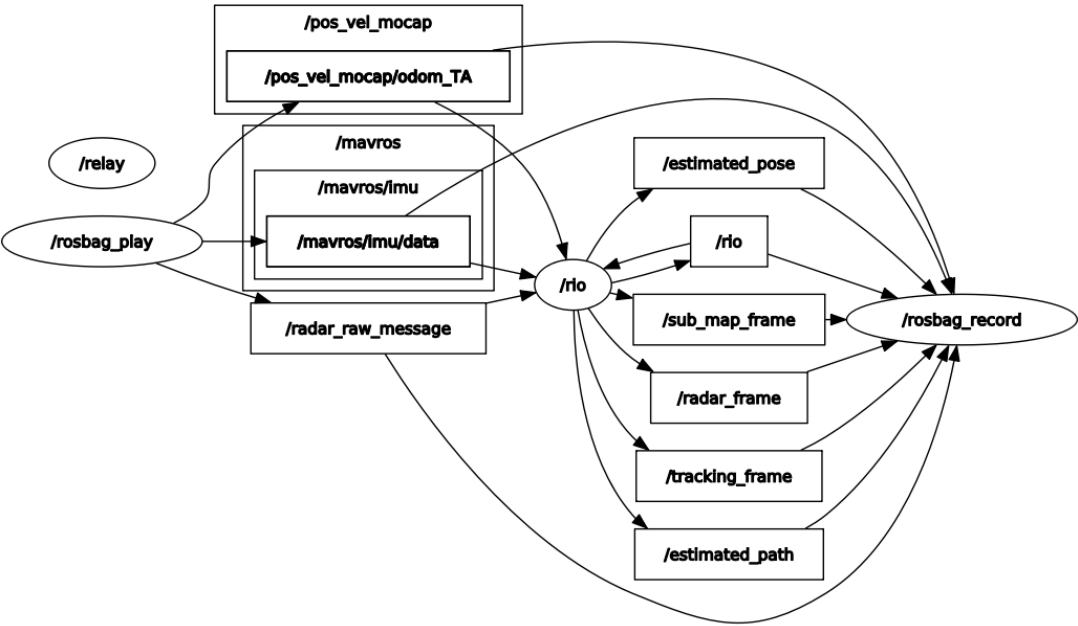 /pos_vel_mocap
/pos_vel_mocap/odom_TA
/mavros
/relay
/estimated_pose
/mavros/imu
/rosbag_play
/mavros/imu/data
/rio
/rio
/radar_raw_message
/sub_map_frame
/rosbag_record
/radar_frame
/tracking_frame
/estimated_path